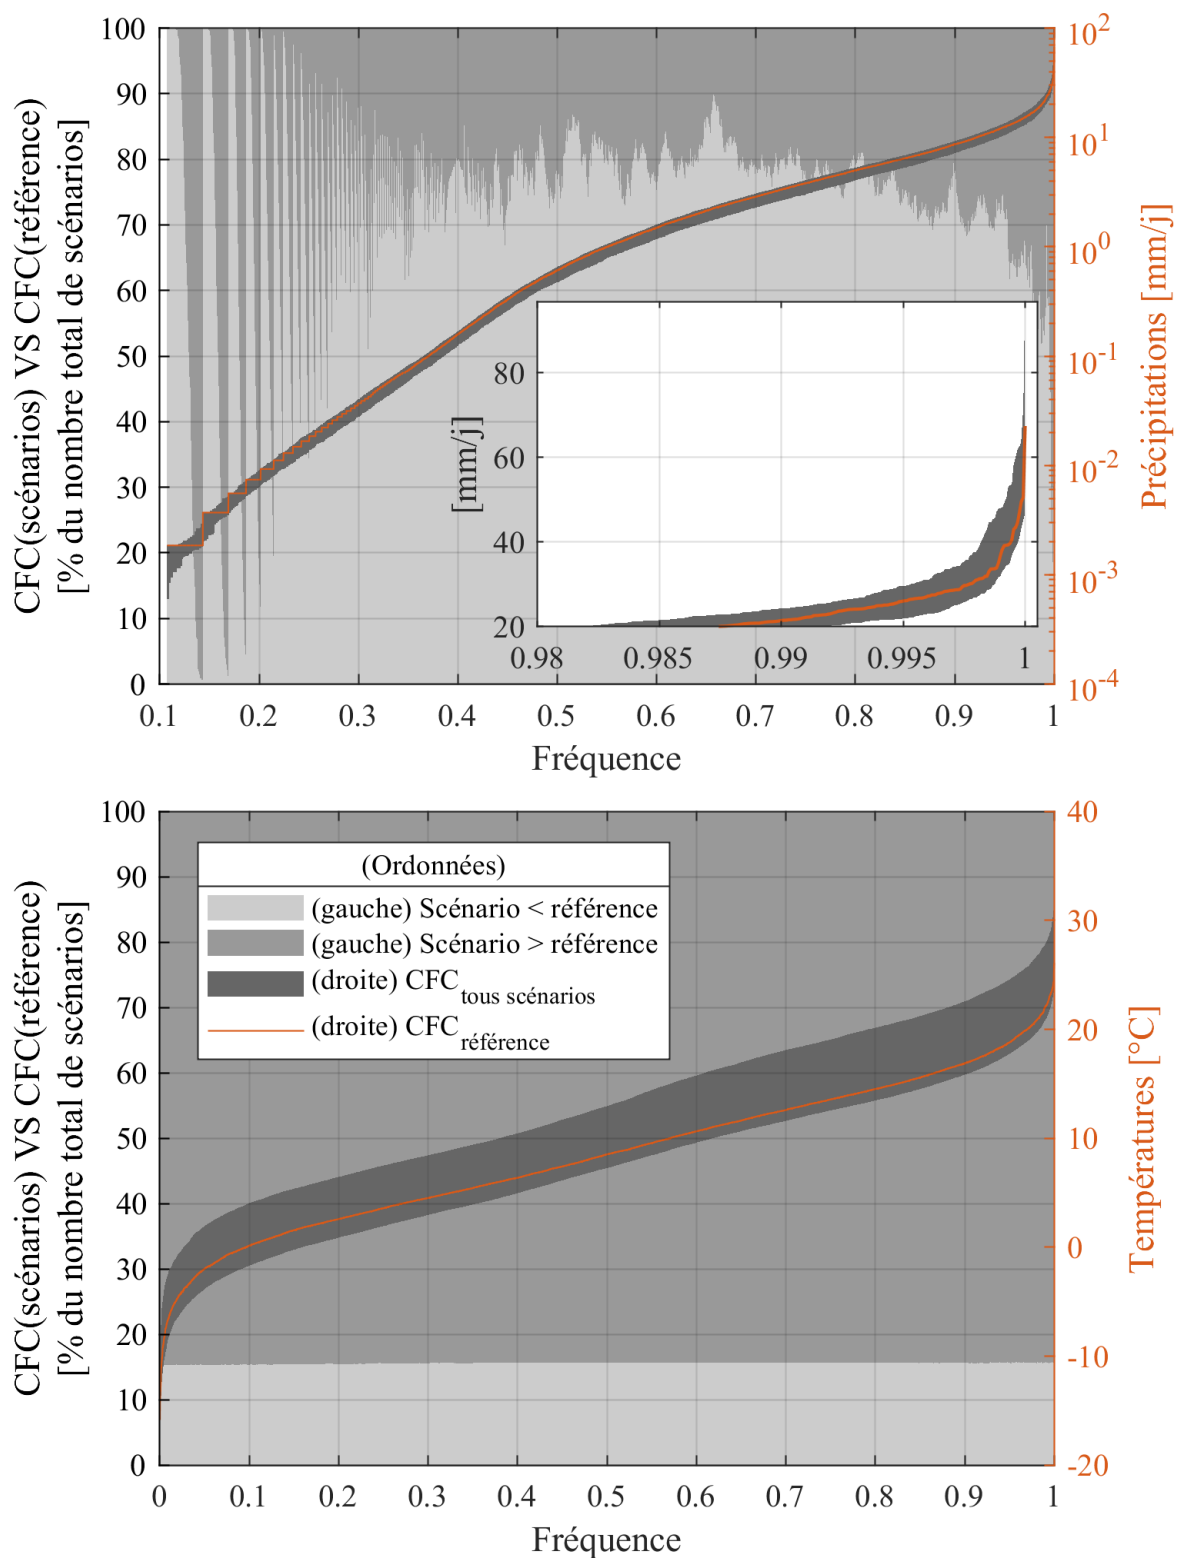 CFC(scénarios) VS CFC(référence)
[% du nombre total de scénarios]
100
90
80
70
60
50
40
30
20
10
0
0.1 0.2 0.3 0.4 0.5 0.6 0.7 0.8 0.9 1
Fréquence
10^2
10^1
10^0
10^-1
10^-2
10^-3
10^-4
Précipitations [mm/j]
[mm/j]
80
60
40
20
0.98 0.985 0.99 0.995 1
CFC(scénarios) VS CFC(référence)
[% du nombre total de scénarios]
100
90
80
70
60
50
40
30
20
10
0
(Ordonnées)
(gauche) Scénario < référence
(gauche) Scénario > référence
(droite) CFC tous scénarios
(droite) CFC référence
0 0.1 0.2 0.3 0.4 0.5 0.6 0.7 0.8 0.9 1
Fréquence
40
30
20
10
0
-10
-20
Températures [°C]